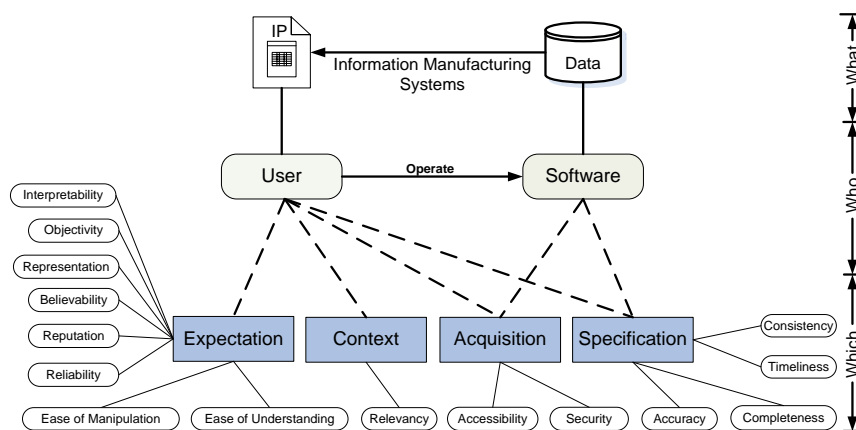 IP
Information Manufacturing
Systems
Data
What
User
Operate
Software
Who
Interpretability
Objectivity
Representation
Believability
Reputation
Reliability
Expectation
Context
Acquisition
Specification
Consistency
Timeliness
Which
Ease of Manipulation
Ease of Understanding
Relevancy
Accessibility
Security
Accuracy
Completeness